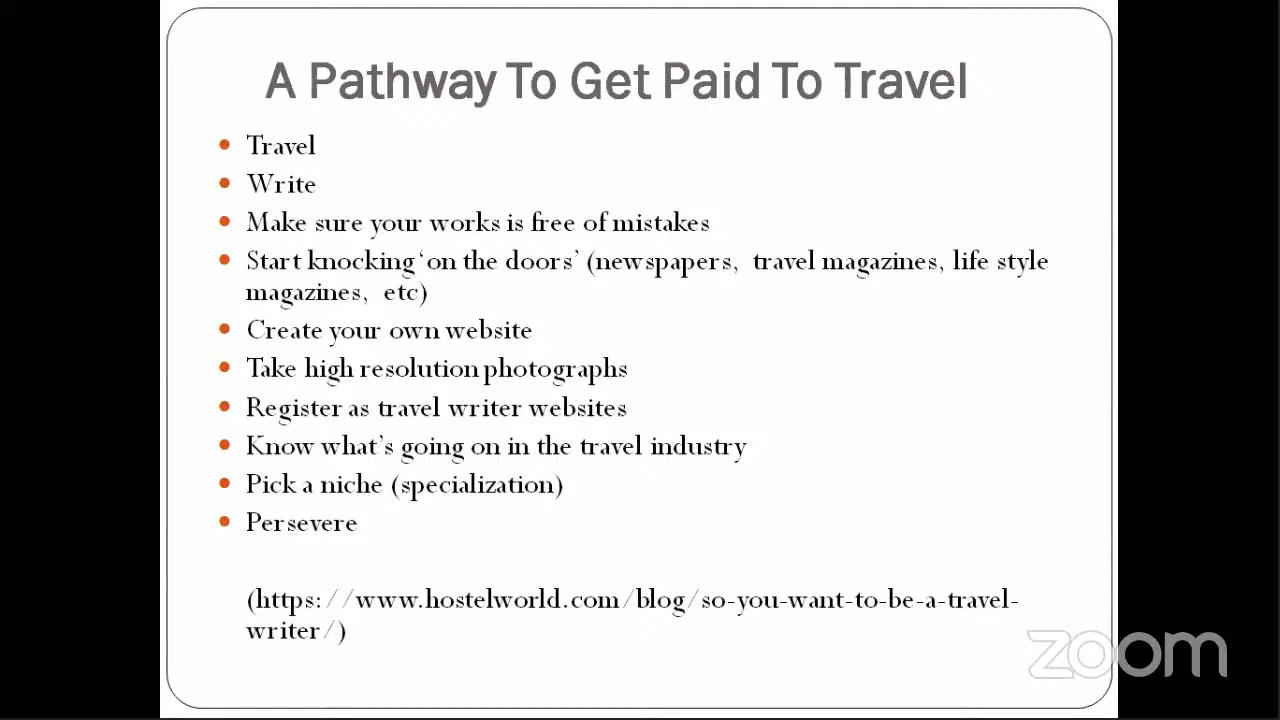 A Pathway To Get Paid To Travel
• Travel
• Write
• Make sure your works is free of mistakes
• Start knocking ‘on the doors’ (newspapers, travel magazines, life style
magazines, etc)
• Create your own website
• Take high resolution photographs
• Register as travel writer websites
• Know what’s going on in the travel industry
• Pick a niche (specialization)
• Persevere
(https://www.hostelworld.com/blog/so-you-want-to-be-a-travel-
writer/)
zoom